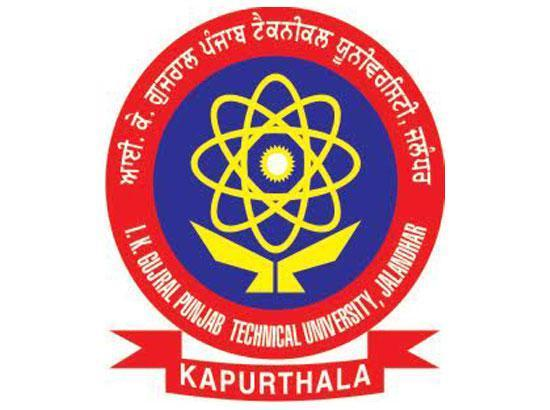 ਆਈ. ਕੇ. ਗੁਜਰਾਲ ਪੰਜਾਬ ਟੈਕਨੀਕਲ ਯੂਨੀਵਰਸਿਟੀ, ਜਲੰਧਰ
I. K. GUJRAL PUNJAB TECHNICAL UNIVERSITY, JALANDHAR
KAPURTHALA